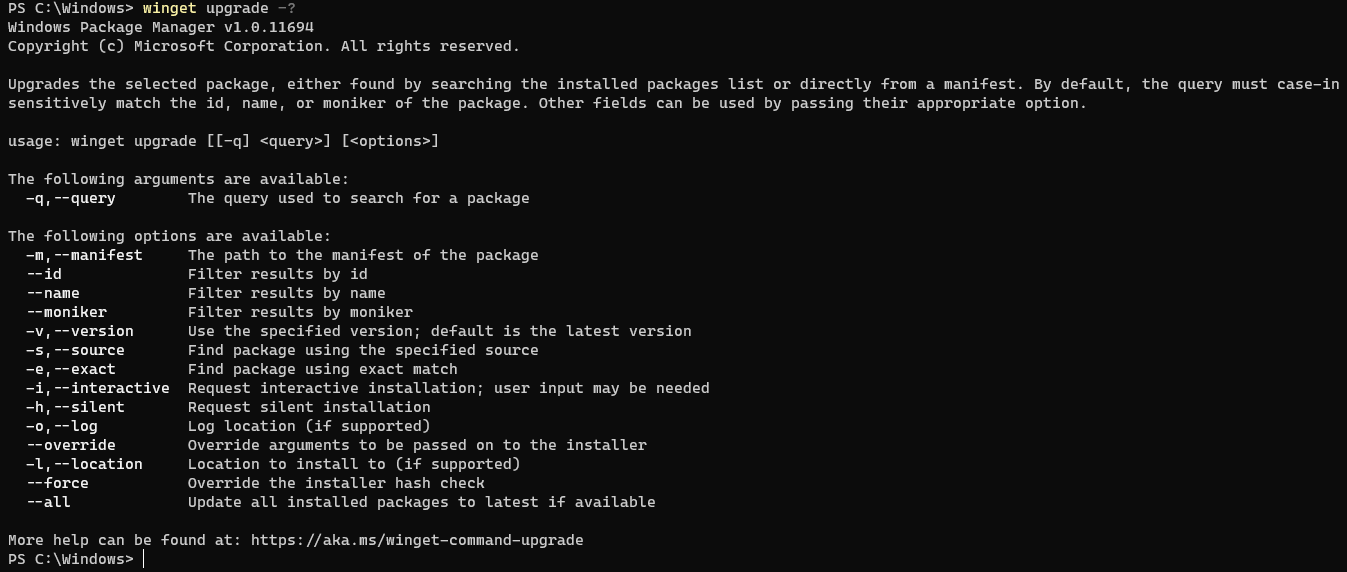 PS C:\Windows> winget upgrade -?
Windows Package Manager v1.0.11694
Copyright (c) Microsoft Corporation. All rights reserved.

Upgrades the selected package, either found by searching the installed packages list or directly from a manifest. By default, the query must case-in
sensitively match the id, name, or moniker of the package. Other fields can be used by passing their appropriate option.

usage: winget upgrade [[-q] <query>] [<options>]

The following arguments are available:
  -q,--query        The query used to search for a package

The following options are available:
  -m,--manifest     The path to the manifest of the package
  --id              Filter results by id
  --name            Filter results by name
  --moniker         Filter results by moniker
  -v,--version      Use the specified version; default is the latest version
  -s,--source       Find package using the specified source
  -e,--exact        Find package using exact match
  -i,--interactive  Request interactive installation; user input may be needed
  -h,--silent       Request silent installation
  -o,--log          Log location (if supported)
  --override        Override arguments to be passed on to the installer
  -l,--location     Location to install to (if supported)
  --force           Override the installer hash check
  --all             Update all installed packages to latest if available

More help can be found at: https://aka.ms/winget-command-upgrade
PS C:\Windows>